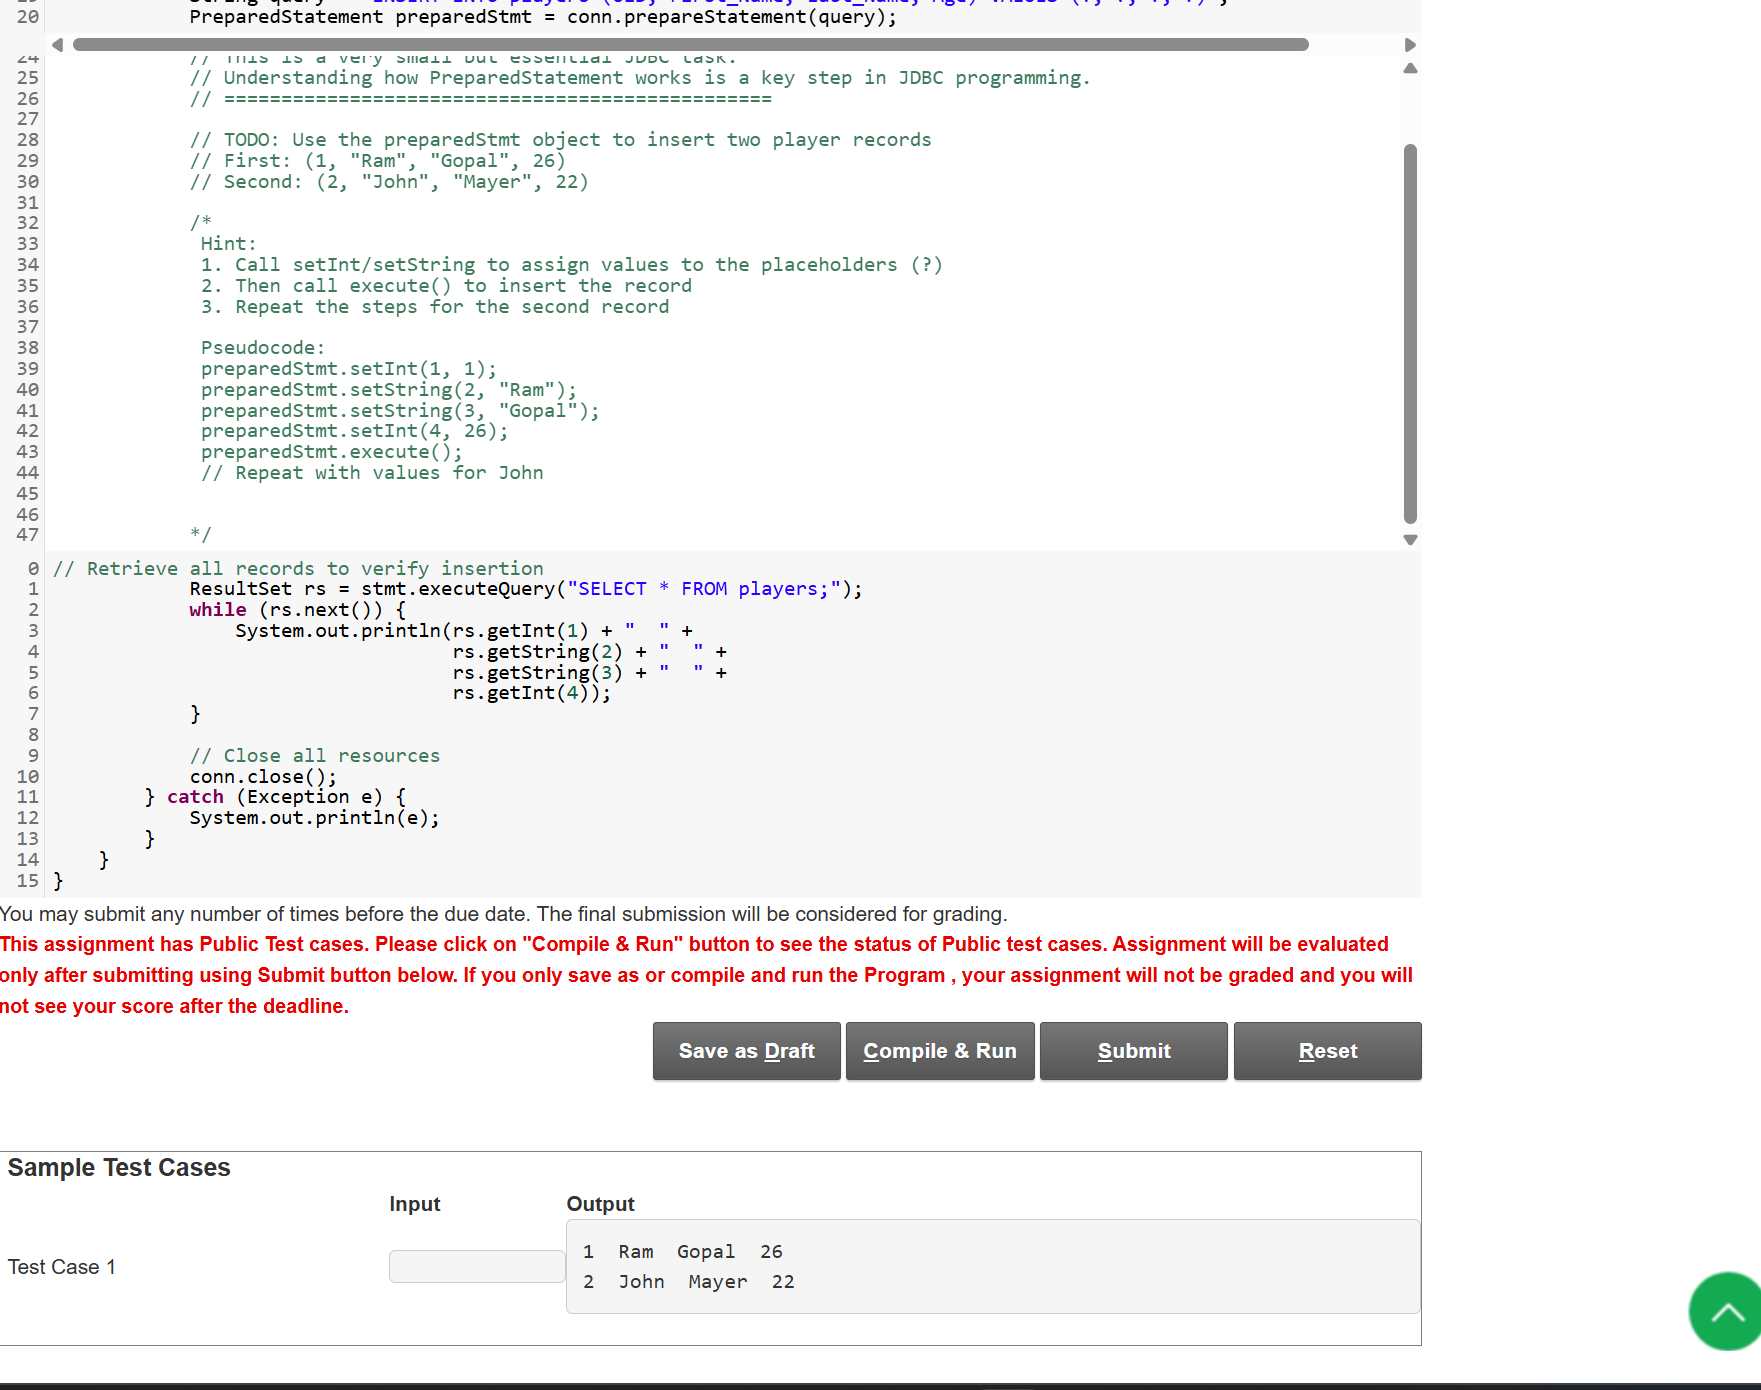 20 PreparedStatement preparedStmt = conn.prepareStatement(query);
24 // This is a very small but essential JDBC task.
25 // Understanding how PreparedStatement works is a key step in JDBC programming.
26 // ================================================
27
28 // TODO: Use the preparedStmt object to insert two player records
29 // First: (1, "Ram", "Gopal", 26)
30 // Second: (2, "John", "Mayer", 22)
31
32 /*
33 Hint:
34 1. Call setInt/setString to assign values to the placeholders (?)
35 2. Then call execute() to insert the record
36 3. Repeat the steps for the second record
37
38 Pseudocode:
39 preparedStmt.setInt(1, 1);
40 preparedStmt.setString(2, "Ram");
41 preparedStmt.setString(3, "Gopal");
42 preparedStmt.setInt(4, 26);
43 preparedStmt.execute();
44 // Repeat with values for John
45
46
47 */
0 // Retrieve all records to verify insertion
1 ResultSet rs = stmt.executeQuery("SELECT * FROM players;");
2 while (rs.next()) {
3 System.out.println(rs.getInt(1) + "  " +
4 rs.getString(2) + "  " +
5 rs.getString(3) + "  " +
6 rs.getInt(4));
7 }
8
9 // Close all resources
10 conn.close();
11 } catch (Exception e) {
12 System.out.println(e);
13 }
14 }
15 }
You may submit any number of times before the due date. The final submission will be considered for grading.
This assignment has Public Test cases. Please click on "Compile & Run" button to see the status of Public test cases. Assignment will be evaluated
only after submitting using Submit button below. If you only save as or compile and run the Program , your assignment will not be graded and you will
not see your score after the deadline.
Save as Draft Compile & Run Submit Reset
Sample Test Cases
Input Output
Test Case 1
1  Ram  Gopal  26
2  John  Mayer  22